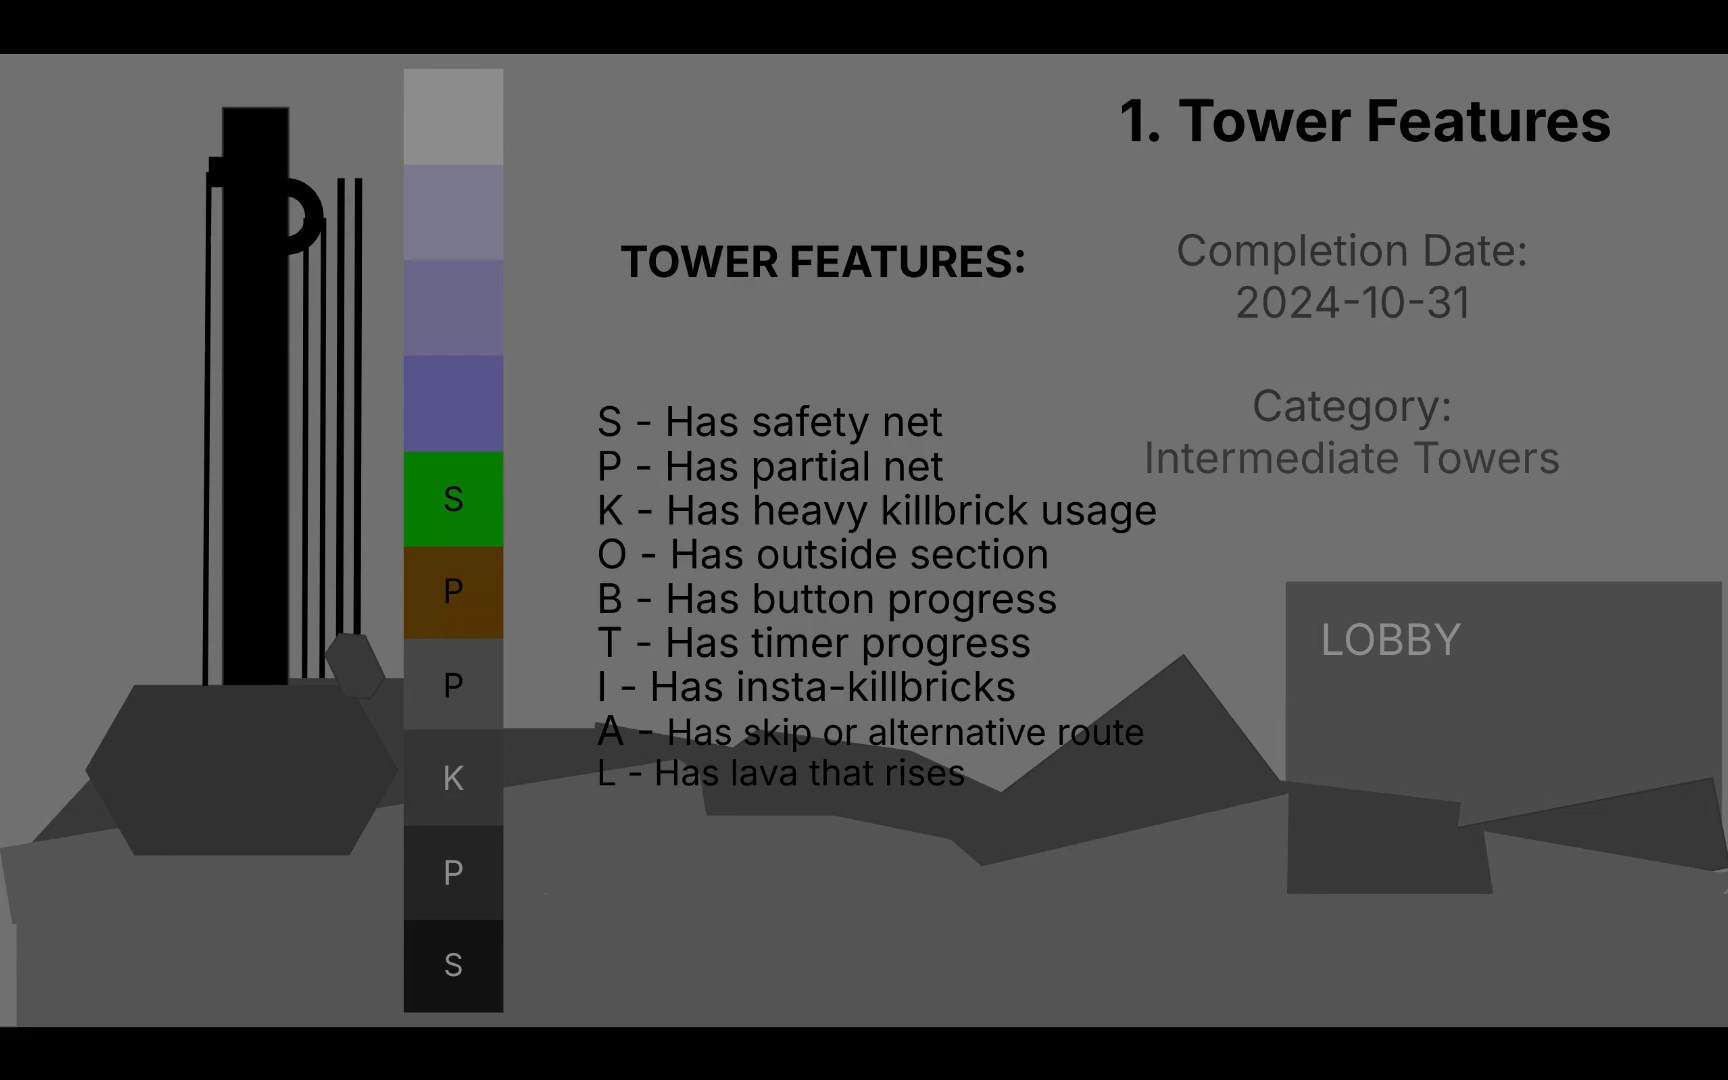 1. Tower Features
Completion Date:
2024-10-31
Category:
Intermediate Towers
TOWER FEATURES:
S - Has safety net
P - Has partial net
K - Has heavy killbrick usage
O - Has outside section
B - Has button progress
T - Has timer progress
I - Has insta-killbricks
A - Has skip or alternative route
L - Has lava that rises
S
P
P
K
P
S
LOBBY